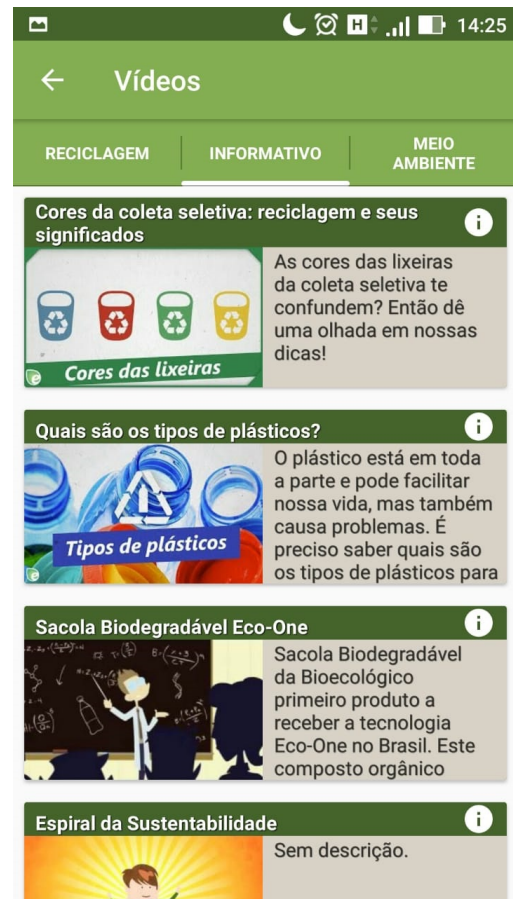 H 14:25
Vídeos
RECICLAGEM
INFORMATIVO
MEIO
AMBIENTE
Cores da coleta seletiva: reciclagem e seus
significados
Cores das lixeiras
As cores das lixeiras
da coleta seletiva te
confundem? Então dê
uma olhada em nossas
dicas!
Quais são os tipos de plásticos?
Tipos de plásticos
O plástico está em toda
a parte e pode facilitar
nossa vida, mas também
causa problemas. É
preciso saber quais são
os tipos de plásticos para
Sacola Biodegradável Eco-One
Sacola Biodegradável
da Bioecológico
primeiro produto a
receber a tecnologia
Eco-One no Brasil. Este
composto orgânico
Espiral da Sustentabilidade
Sem descrição.